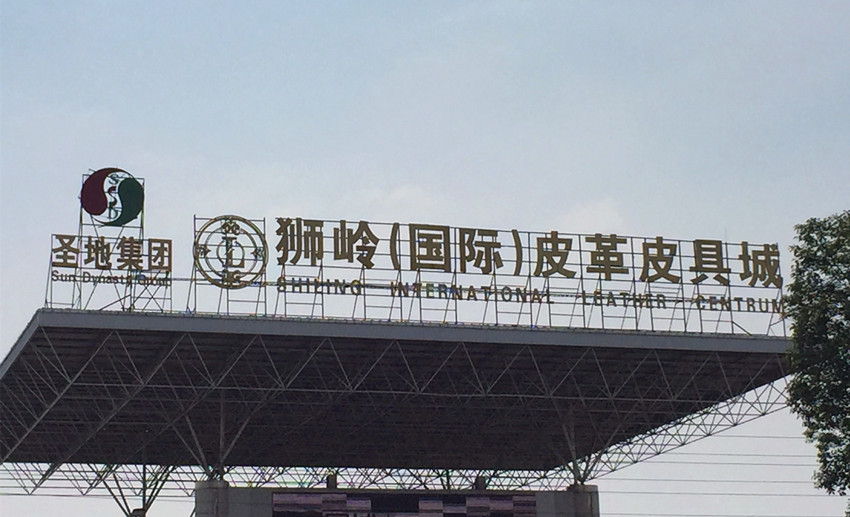 圣地集团
Sun Dynasty Group
狮岭(国际)皮革皮具城
SHILING INTERNATIONAL LEATHER CENTRUM